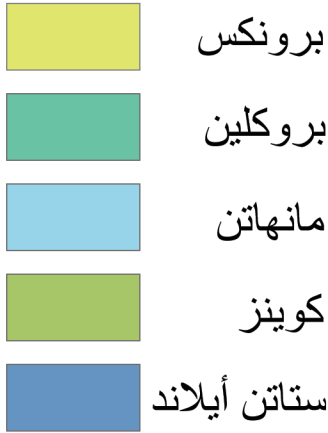 برونكس
بروكلين
مانهاتن
كوينز
ستاتن أيلاند